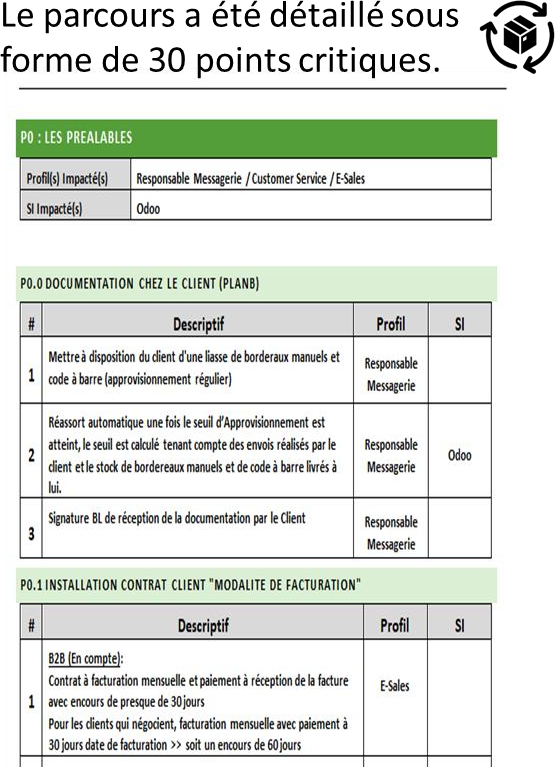 Le parcours a été détaillé sous
forme de 30 points critiques.
P0 : LES PREALABLES
Profil(s) Impacté(s) Responsable Messagerie / Customer Service / E-Sales
SI Impacté(s) Odoo
P0.0 DOCUMENTATION CHEZ LE CLIENT (PLANB)
# Descriptif Profil SI
1
Mettre à disposition du client d'une liasse de borderaux manuels et
code à barre (approvisionnement régulier)
Responsable
Messagerie
2
Réassort automatique une fois le seuil d'Approvisionnement est
atteint, le seuil est calculé tenant compte des envois réalisés par le
client et le stock de bordereaux manuels et de code à barre livrés à
lui.
Responsable
Messagerie
Odoo
3
Signature BL de réception de la documentation par le Client
Responsable
Messagerie
P0.1 INSTALLATION CONTRAT CLIENT "MODALITE DE FACTURATION"
# Descriptif Profil SI
1
B2B (En compte):
Contrat à facturation mensuelle et paiement à réception de la facture
avec encours de presque de 30 jours
Pour les clients qui négocient, facturation mensuelle avec paiement à
30 jours date de facturation >> soit un encours de 60 jours
E-Sales